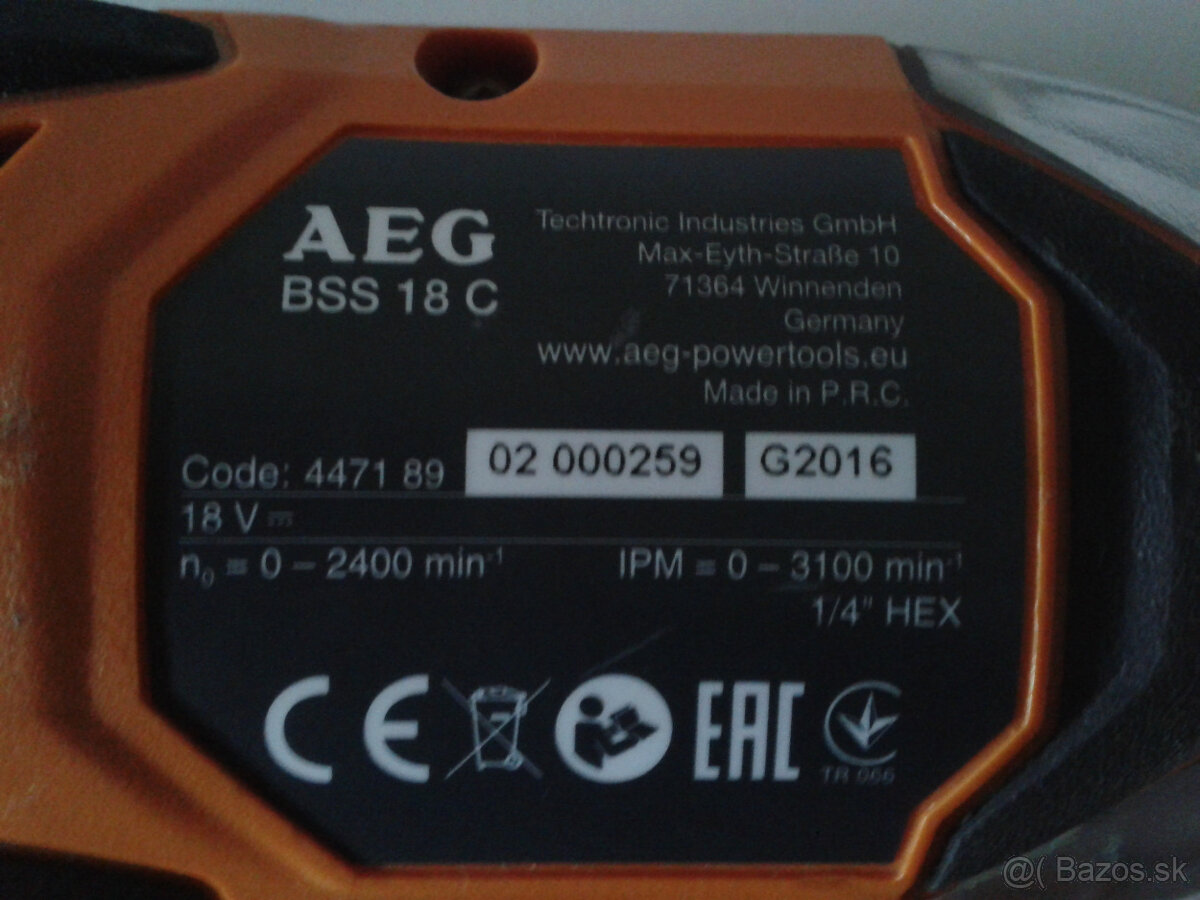 AEG
BSS 18 C
Techtronic Industries GmbH
Max-Eyth-Straße 10
71364 Winnenden
Germany
www.aeg-powertools.eu
Made in P.R.C.
Code: 4471 89 02 000259 G2016
18 V ⎓
n₀ = 0 – 2400 min⁻¹ IPM = 0 – 3100 min⁻¹
1/4" HEX
CE EAC
TR 066
@( Bazos.sk